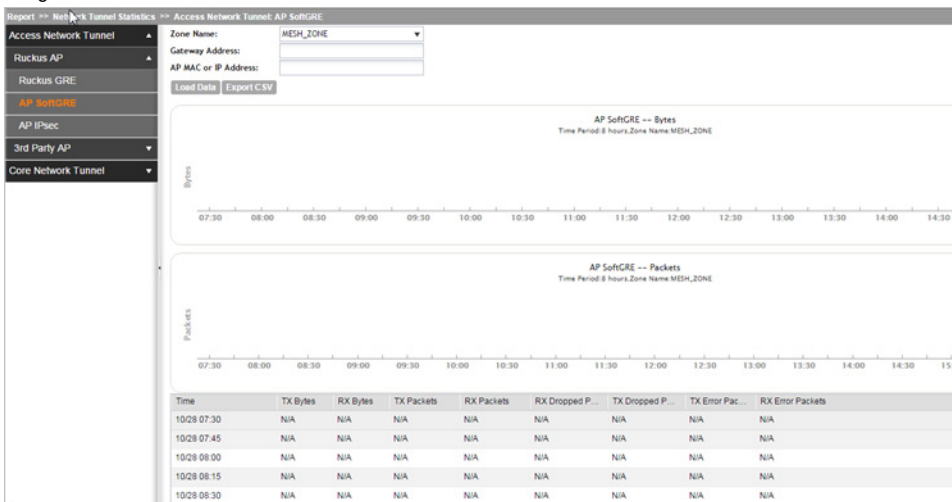 Report >> Network Tunnel Statistics >> Access Network Tunnel: AP SoftGRE
Access Network Tunnel
Ruckus AP
Ruckus GRE
AP SoftGRE
AP IPsec
3rd Party AP
Core Network Tunnel
Zone Name: MESH_ZONE
Gateway Address:
AP MAC or IP Address:
Load Data Export CSV
AP SoftGRE -- Bytes
Time Period:8 hours,Zone Name:MESH_ZONE
Bytes
07:30 08:00 08:30 09:00 09:30 10:00 10:30 11:00 11:30 12:00 12:30 13:00 13:30 14:00 14:30
AP SoftGRE -- Packets
Time Period:8 hours,Zone Name:MESH_ZONE
Packets
07:30 08:00 08:30 09:00 09:30 10:00 10:30 11:00 11:30 12:00 12:30 13:00 13:30 14:00 14:30 15
Time TX Bytes RX Bytes TX Packets RX Packets RX Dropped P... TX Dropped P... TX Error Pac... RX Error Packets
10/28 07:30 N/A N/A N/A N/A N/A N/A N/A N/A
10/28 07:45 N/A N/A N/A N/A N/A N/A N/A N/A
10/28 08:00 N/A N/A N/A N/A N/A N/A N/A N/A
10/28 08:15 N/A N/A N/A N/A N/A N/A N/A N/A
10/28 08:30 N/A N/A N/A N/A N/A N/A N/A N/A